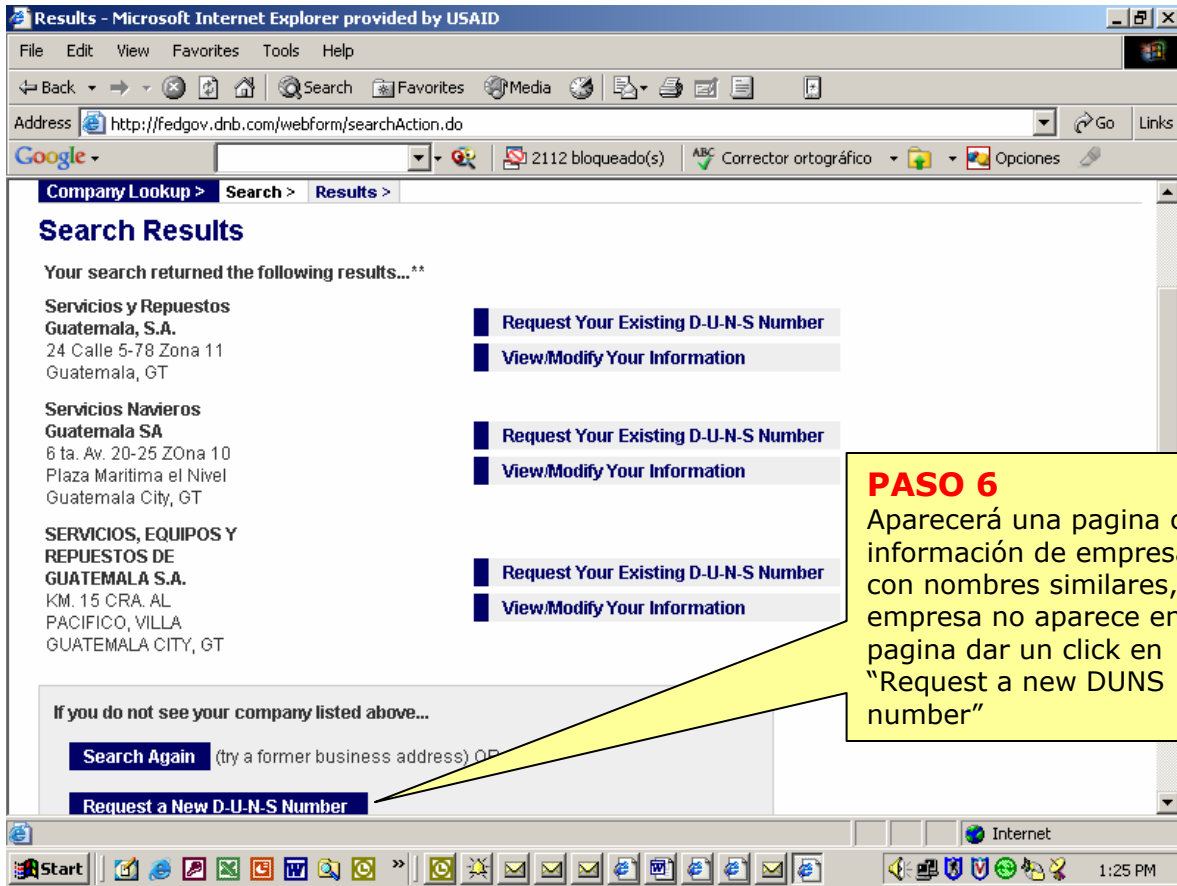 Results - Microsoft Internet Explorer provided by USAID
File Edit View Favorites Tools Help
Back Search Favorites Media
Address http://fedgov.dnb.com/webform/searchAction.do Go Links
Google 2112 bloqueado(s) ABC Corrector ortográfico Opciones
Company Lookup > Search > Results >
Search Results
Your search returned the following results...**
Servicios y Repuestos
Guatemala, S.A.
24 Calle 5-78 Zona 11
Guatemala, GT
Request Your Existing D-U-N-S Number
View/Modify Your Information
Servicios Navieros
Guatemala SA
6 ta. Av. 20-25 ZOna 10
Plaza Maritima el Nivel
Guatemala City, GT
Request Your Existing D-U-N-S Number
View/Modify Your Information
SERVICIOS, EQUIPOS Y
REPUESTOS DE
GUATEMALA S.A.
KM. 15 CRA. AL
PACIFICO, VILLA
GUATEMALA CITY, GT
Request Your Existing D-U-N-S Number
View/Modify Your Information
PASO 6
Aparecerá una pagina
información de
con nombres similares,
empresa no aparece
pagina dar un click en
“Request a new DUNS
number”
If you do not see your company listed above...
Search Again (try a former business address)
Request a New D-U-N-S Number
Internet
Start » 1:25 PM